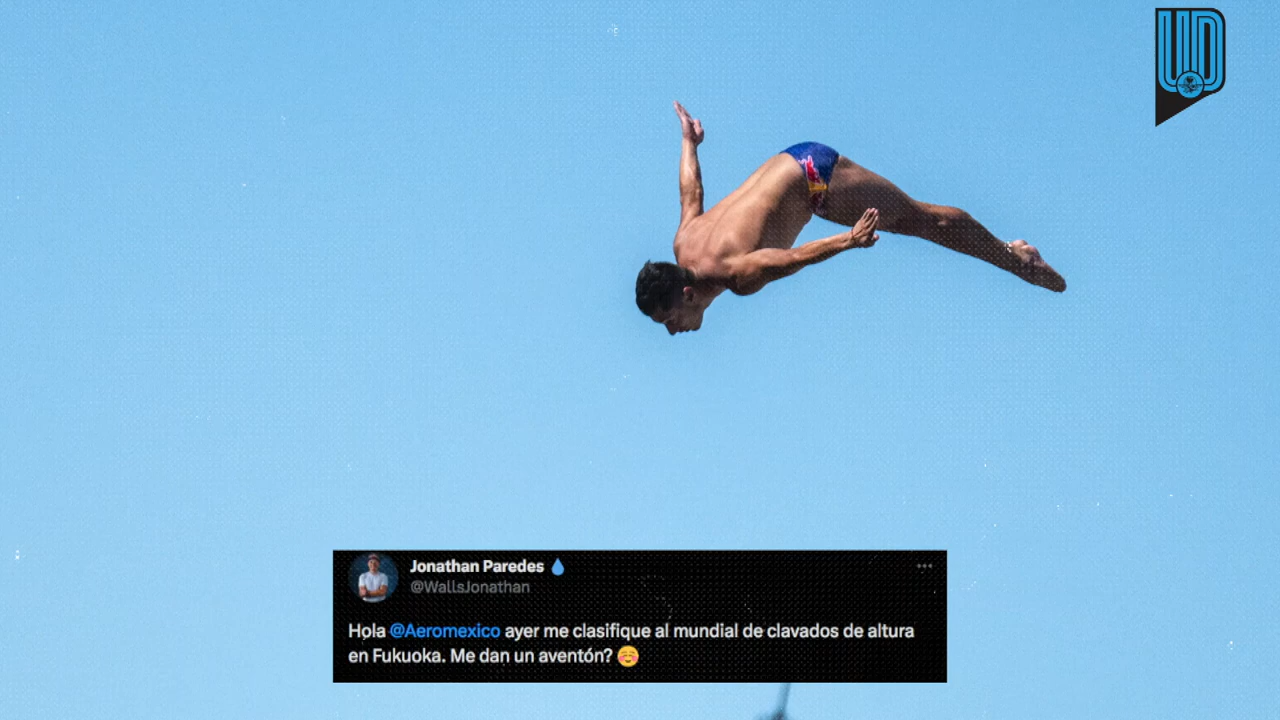 UD
Jonathan Paredes 💧
@WallsJonathan
Hola @Aeromexico ayer me clasifique al mundial de clavados de altura
en Fukuoka. Me dan un aventón? ☺️